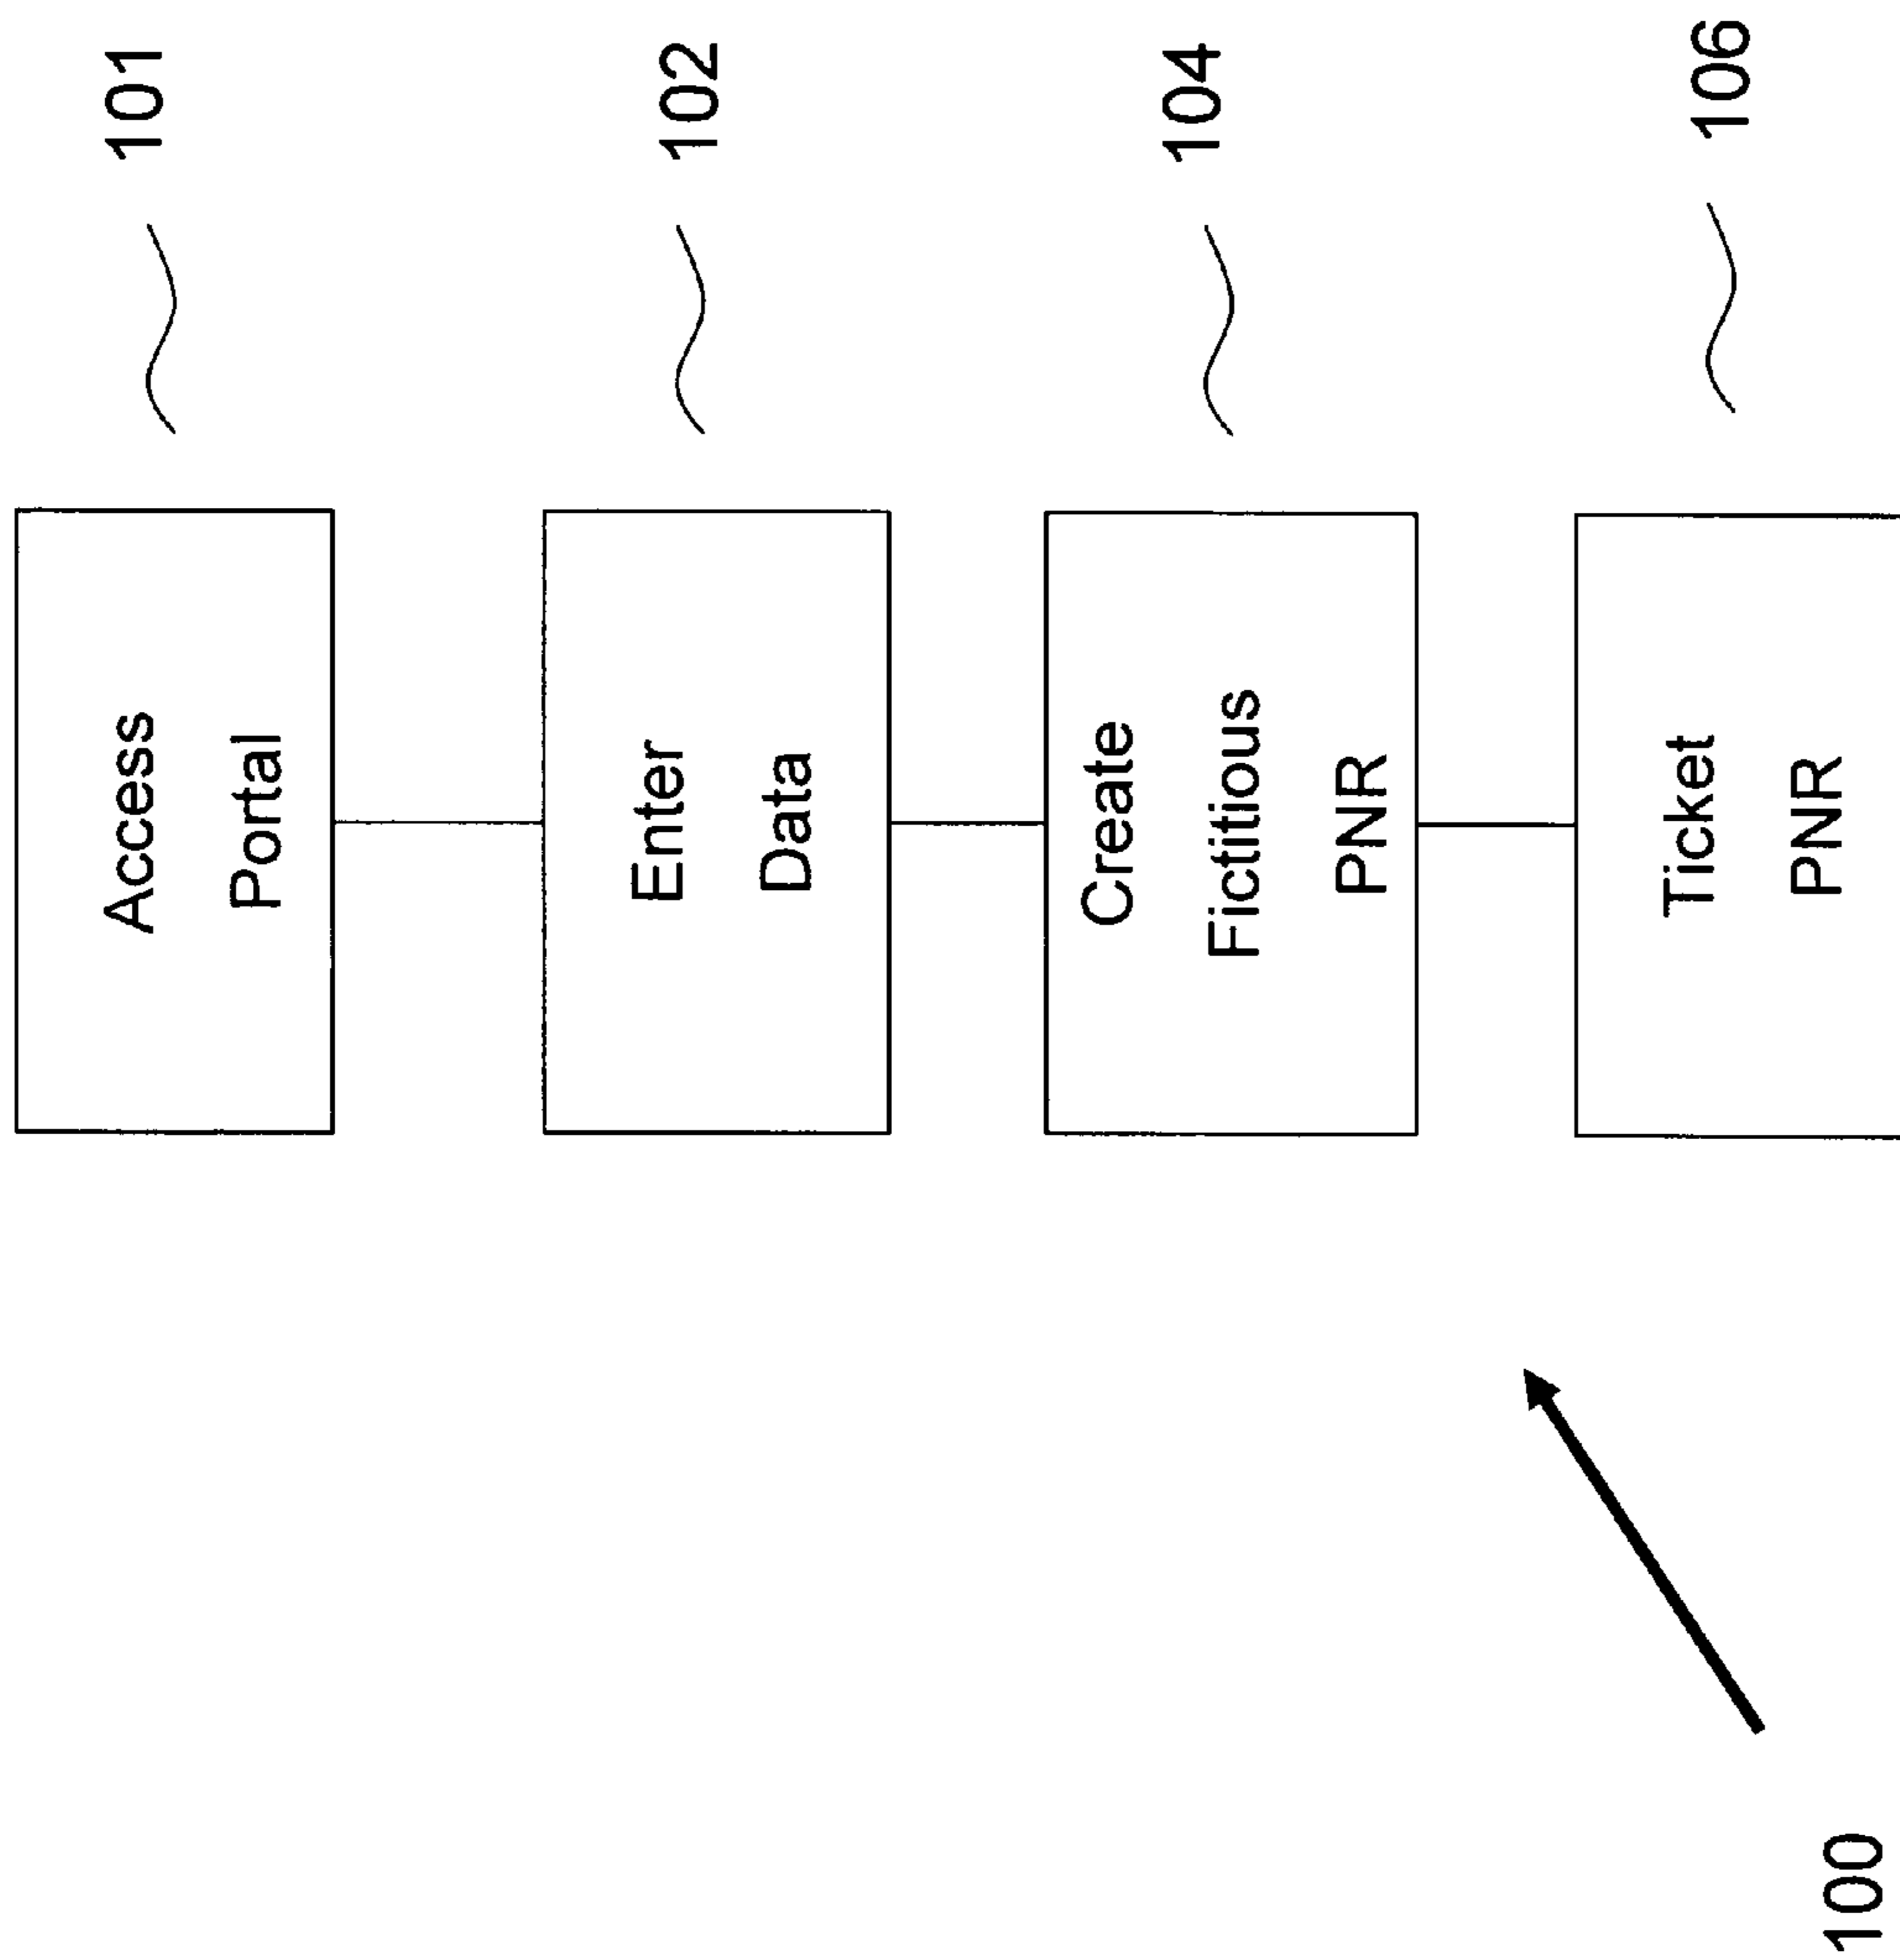 Access
Portal
101
Enter
Data
102
Create
Fictitious
PNR
104
Ticket
PNR
106
100